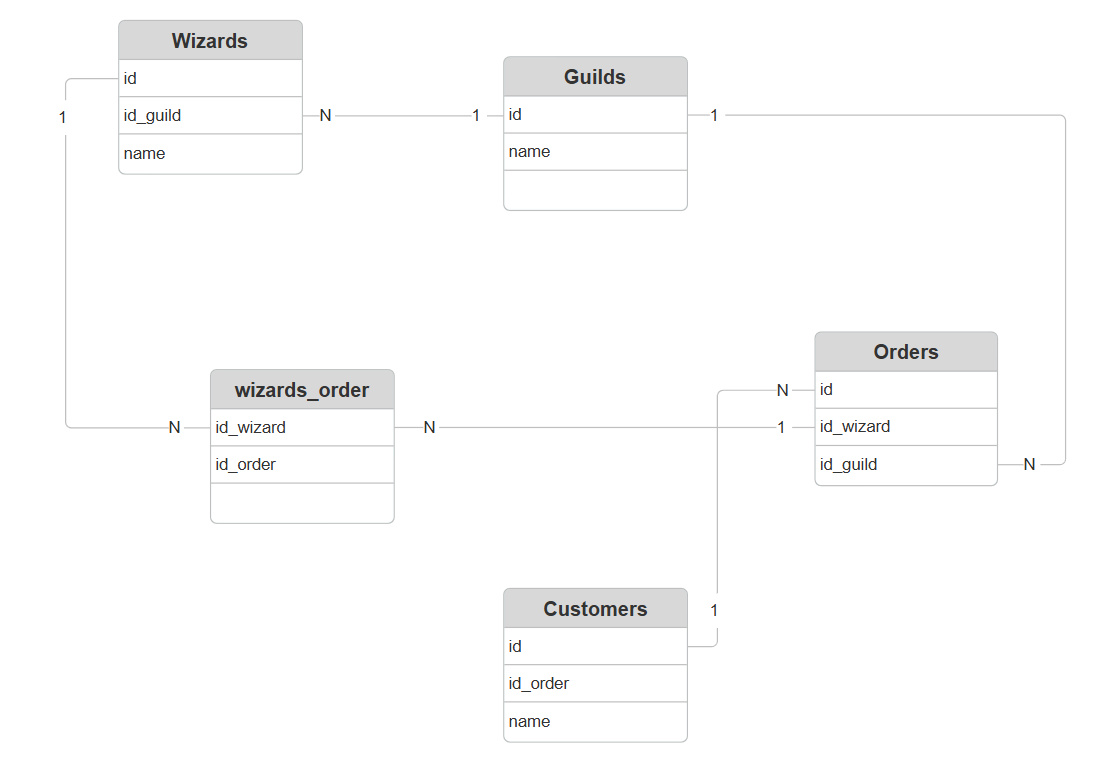 Wizards
id
id_guild
name
1
N
1
Guilds
id
name
1
Orders
id
id_wizard
id_guild
N
1
N
wizards_order
id_wizard
id_order
N
N
Customers
id
id_order
name
1